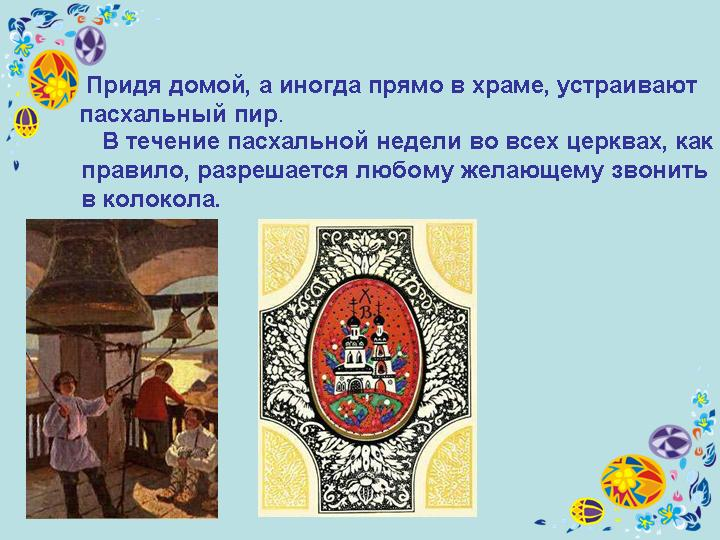 Придя домой, а иногда прямо в храме, устраивают
пасхальный пир.
В течение пасхальной недели во всех церквах, как
правило, разрешается любому желающему звонить
в колокола.
Х
В